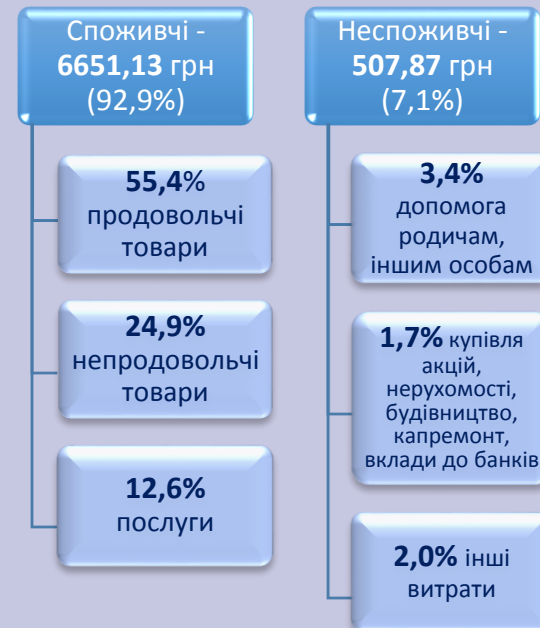 Споживчі -
6651,13 грн
(92,9%)
55,4%
продовольчі
товари
24,9%
непродовольчі
товари
12,6%
послуги
Неспоживчі -
507,87 грн
(7,1%)
3,4%
допомога
родичам,
іншим особам
1,7% купівля
акцій,
нерухомості,
будівництво,
капремонт,
вклади до банків
2,0% інші
витрати